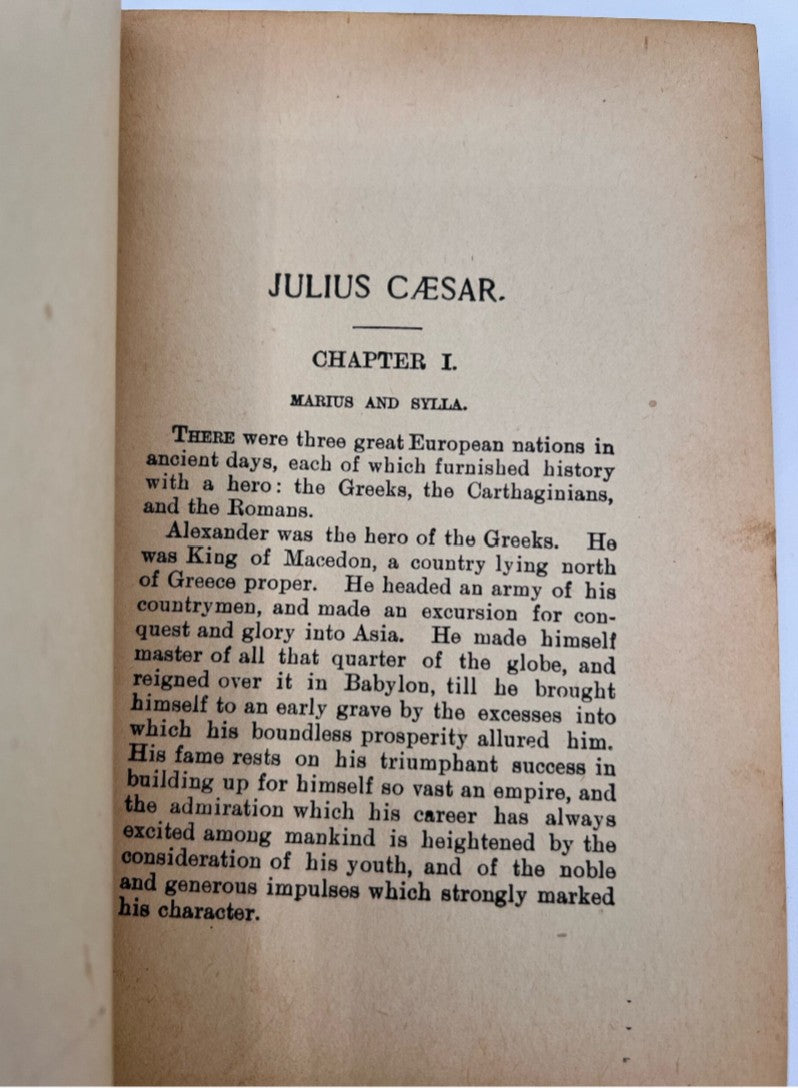 JULIUS CÆSAR.
CHAPTER I.
MARIUS AND SYLLA.
THERE were three great European nations in
ancient days, each of which furnished history
with a hero: the Greeks, the Carthaginians,
and the Romans.
Alexander was the hero of the Greeks. He
was King of Macedon, a country lying north
of Greece proper. He headed an army of his
countrymen, and made an excursion for con-
quest and glory into Asia. He made himself
master of all that quarter of the globe, and
reigned over it in Babylon, till he brought
himself to an early grave by the excesses into
which his boundless prosperity allured him.
His fame rests on his triumphant success in
building up for himself so vast an empire, and
the admiration which his career has always
excited among mankind is heightened by the
consideration of his youth, and of the noble
and generous impulses which strongly marked
his character.